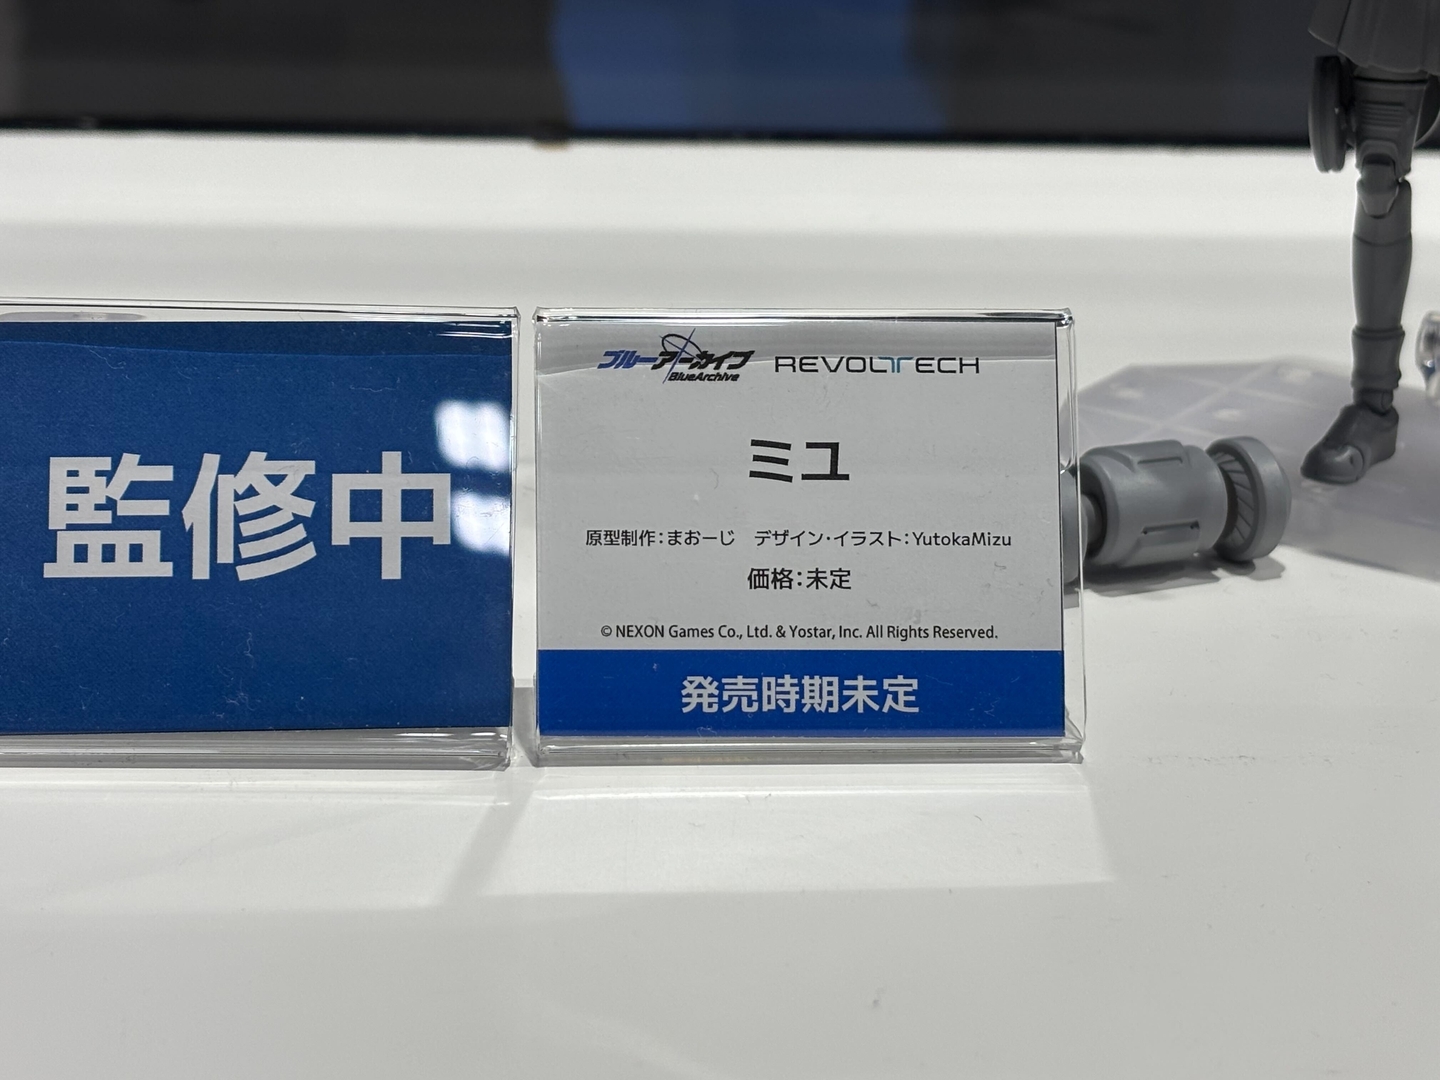 監修中
ブルーアーカイブ
BlueArchive
REVOLTECH
ミユ
原型制作：まおーじ　デザイン・イラスト：YutokaMizu
価格：未定
© NEXON Games Co., Ltd. & Yostar, Inc. All Rights Reserved.
発売時期未定